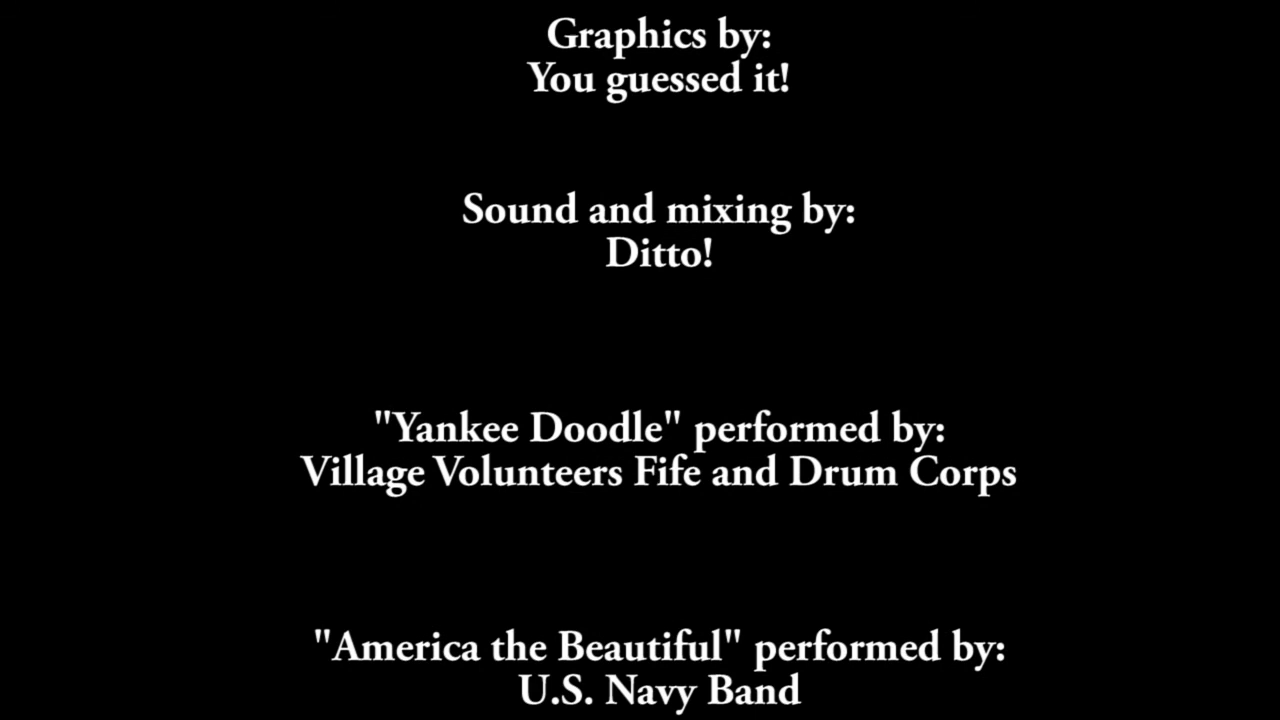 Graphics by:
You guessed it!
Sound and mixing by:
Ditto!
"Yankee Doodle" performed by:
Village Volunteers Fife and Drum Corps
"America the Beautiful" performed by:
U.S. Navy Band